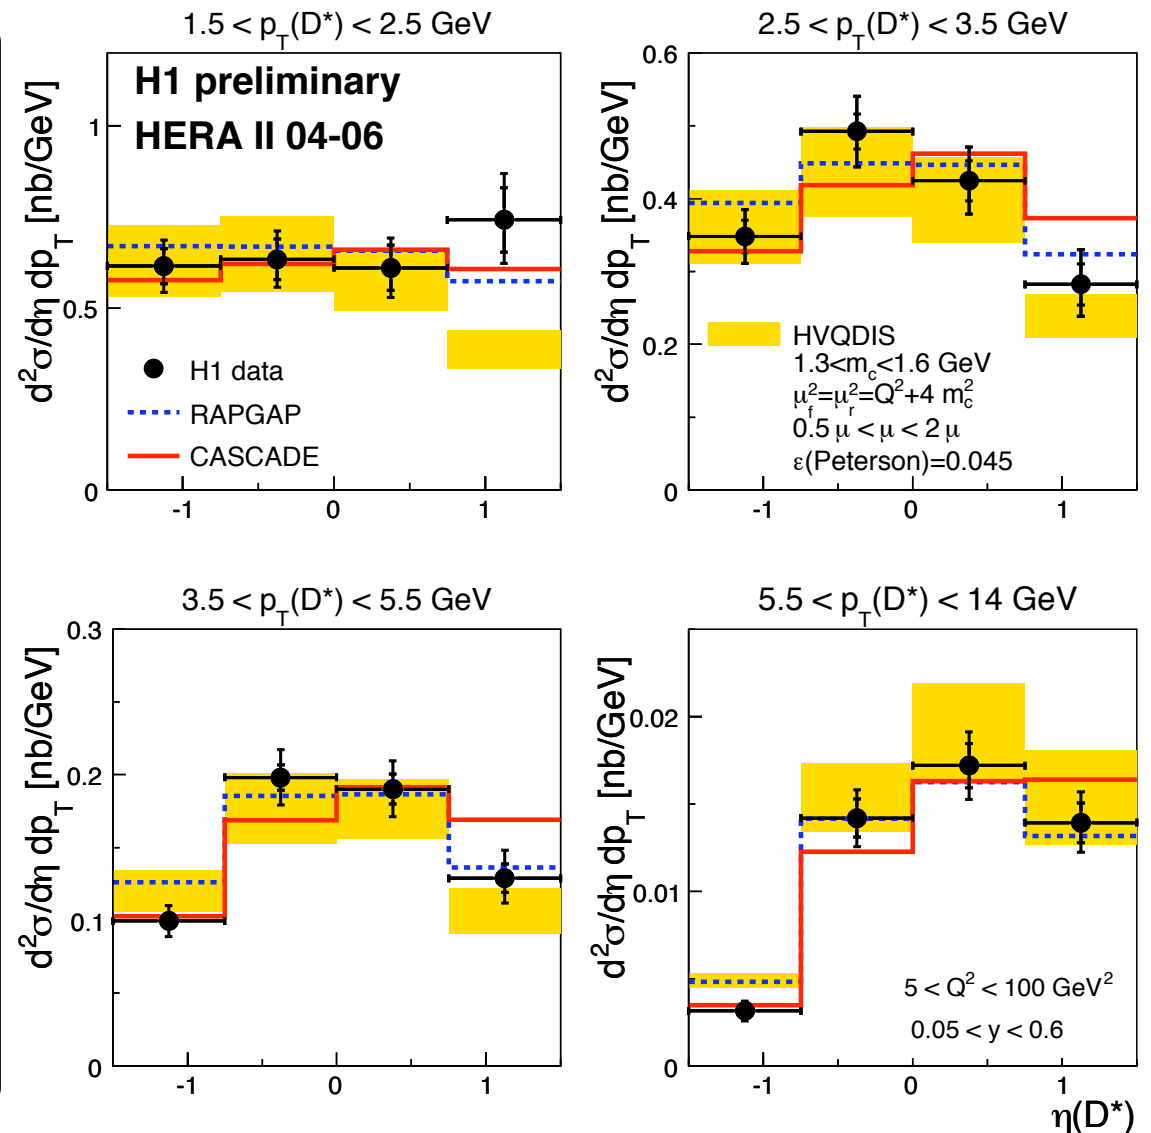 1.5 < p_T(D*) < 2.5 GeV
d²σ/dη dp_T [nb/GeV]
H1 preliminary
HERA II 04-06
1
0.5
0
H1 data
RAPGAP
CASCADE
-1 0 1
2.5 < p_T(D*) < 3.5 GeV
d²σ/dη dp_T [nb/GeV]
0.6
0.4
0.2
0
HVQDIS
1.3<m_c<1.6 GeV
μ_f²=μ_r²=Q²+4 m_c²
0.5 μ < μ < 2 μ
ε(Peterson)=0.045
-1 0 1
3.5 < p_T(D*) < 5.5 GeV
d²σ/dη dp_T [nb/GeV]
0.3
0.2
0.1
0
-1 0 1
5.5 < p_T(D*) < 14 GeV
d²σ/dη dp_T [nb/GeV]
0.02
0.01
0
5 < Q² < 100 GeV²
0.05 < y < 0.6
-1 0 1
η(D*)